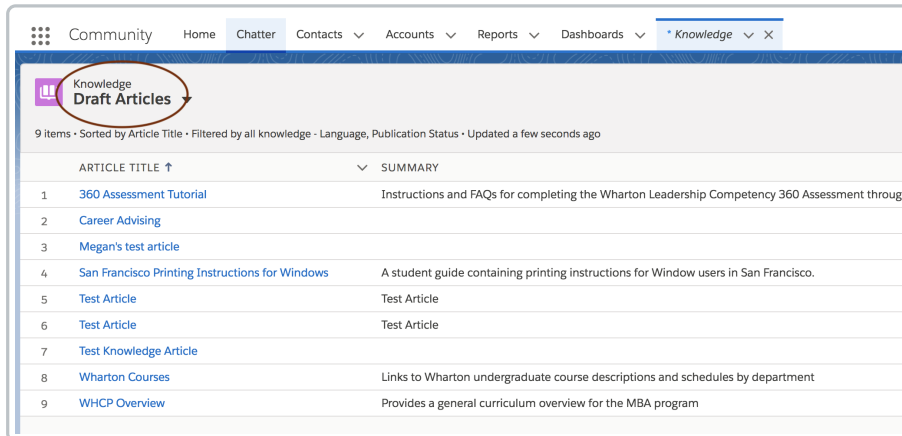 Community Home Chatter Contacts Accounts Reports Dashboards * Knowledge
Knowledge
Draft Articles
9 items • Sorted by Article Title • Filtered by all knowledge - Language, Publication Status • Updated a few seconds ago
ARTICLE TITLE ↑ SUMMARY
1 360 Assessment Tutorial Instructions and FAQs for completing the Wharton Leadership Competency 360 Assessment throug
2 Career Advising
3 Megan's test article
4 San Francisco Printing Instructions for Windows A student guide containing printing instructions for Window users in San Francisco.
5 Test Article Test Article
6 Test Article Test Article
7 Test Knowledge Article
8 Wharton Courses Links to Wharton undergraduate course descriptions and schedules by department
9 WHCP Overview Provides a general curriculum overview for the MBA program